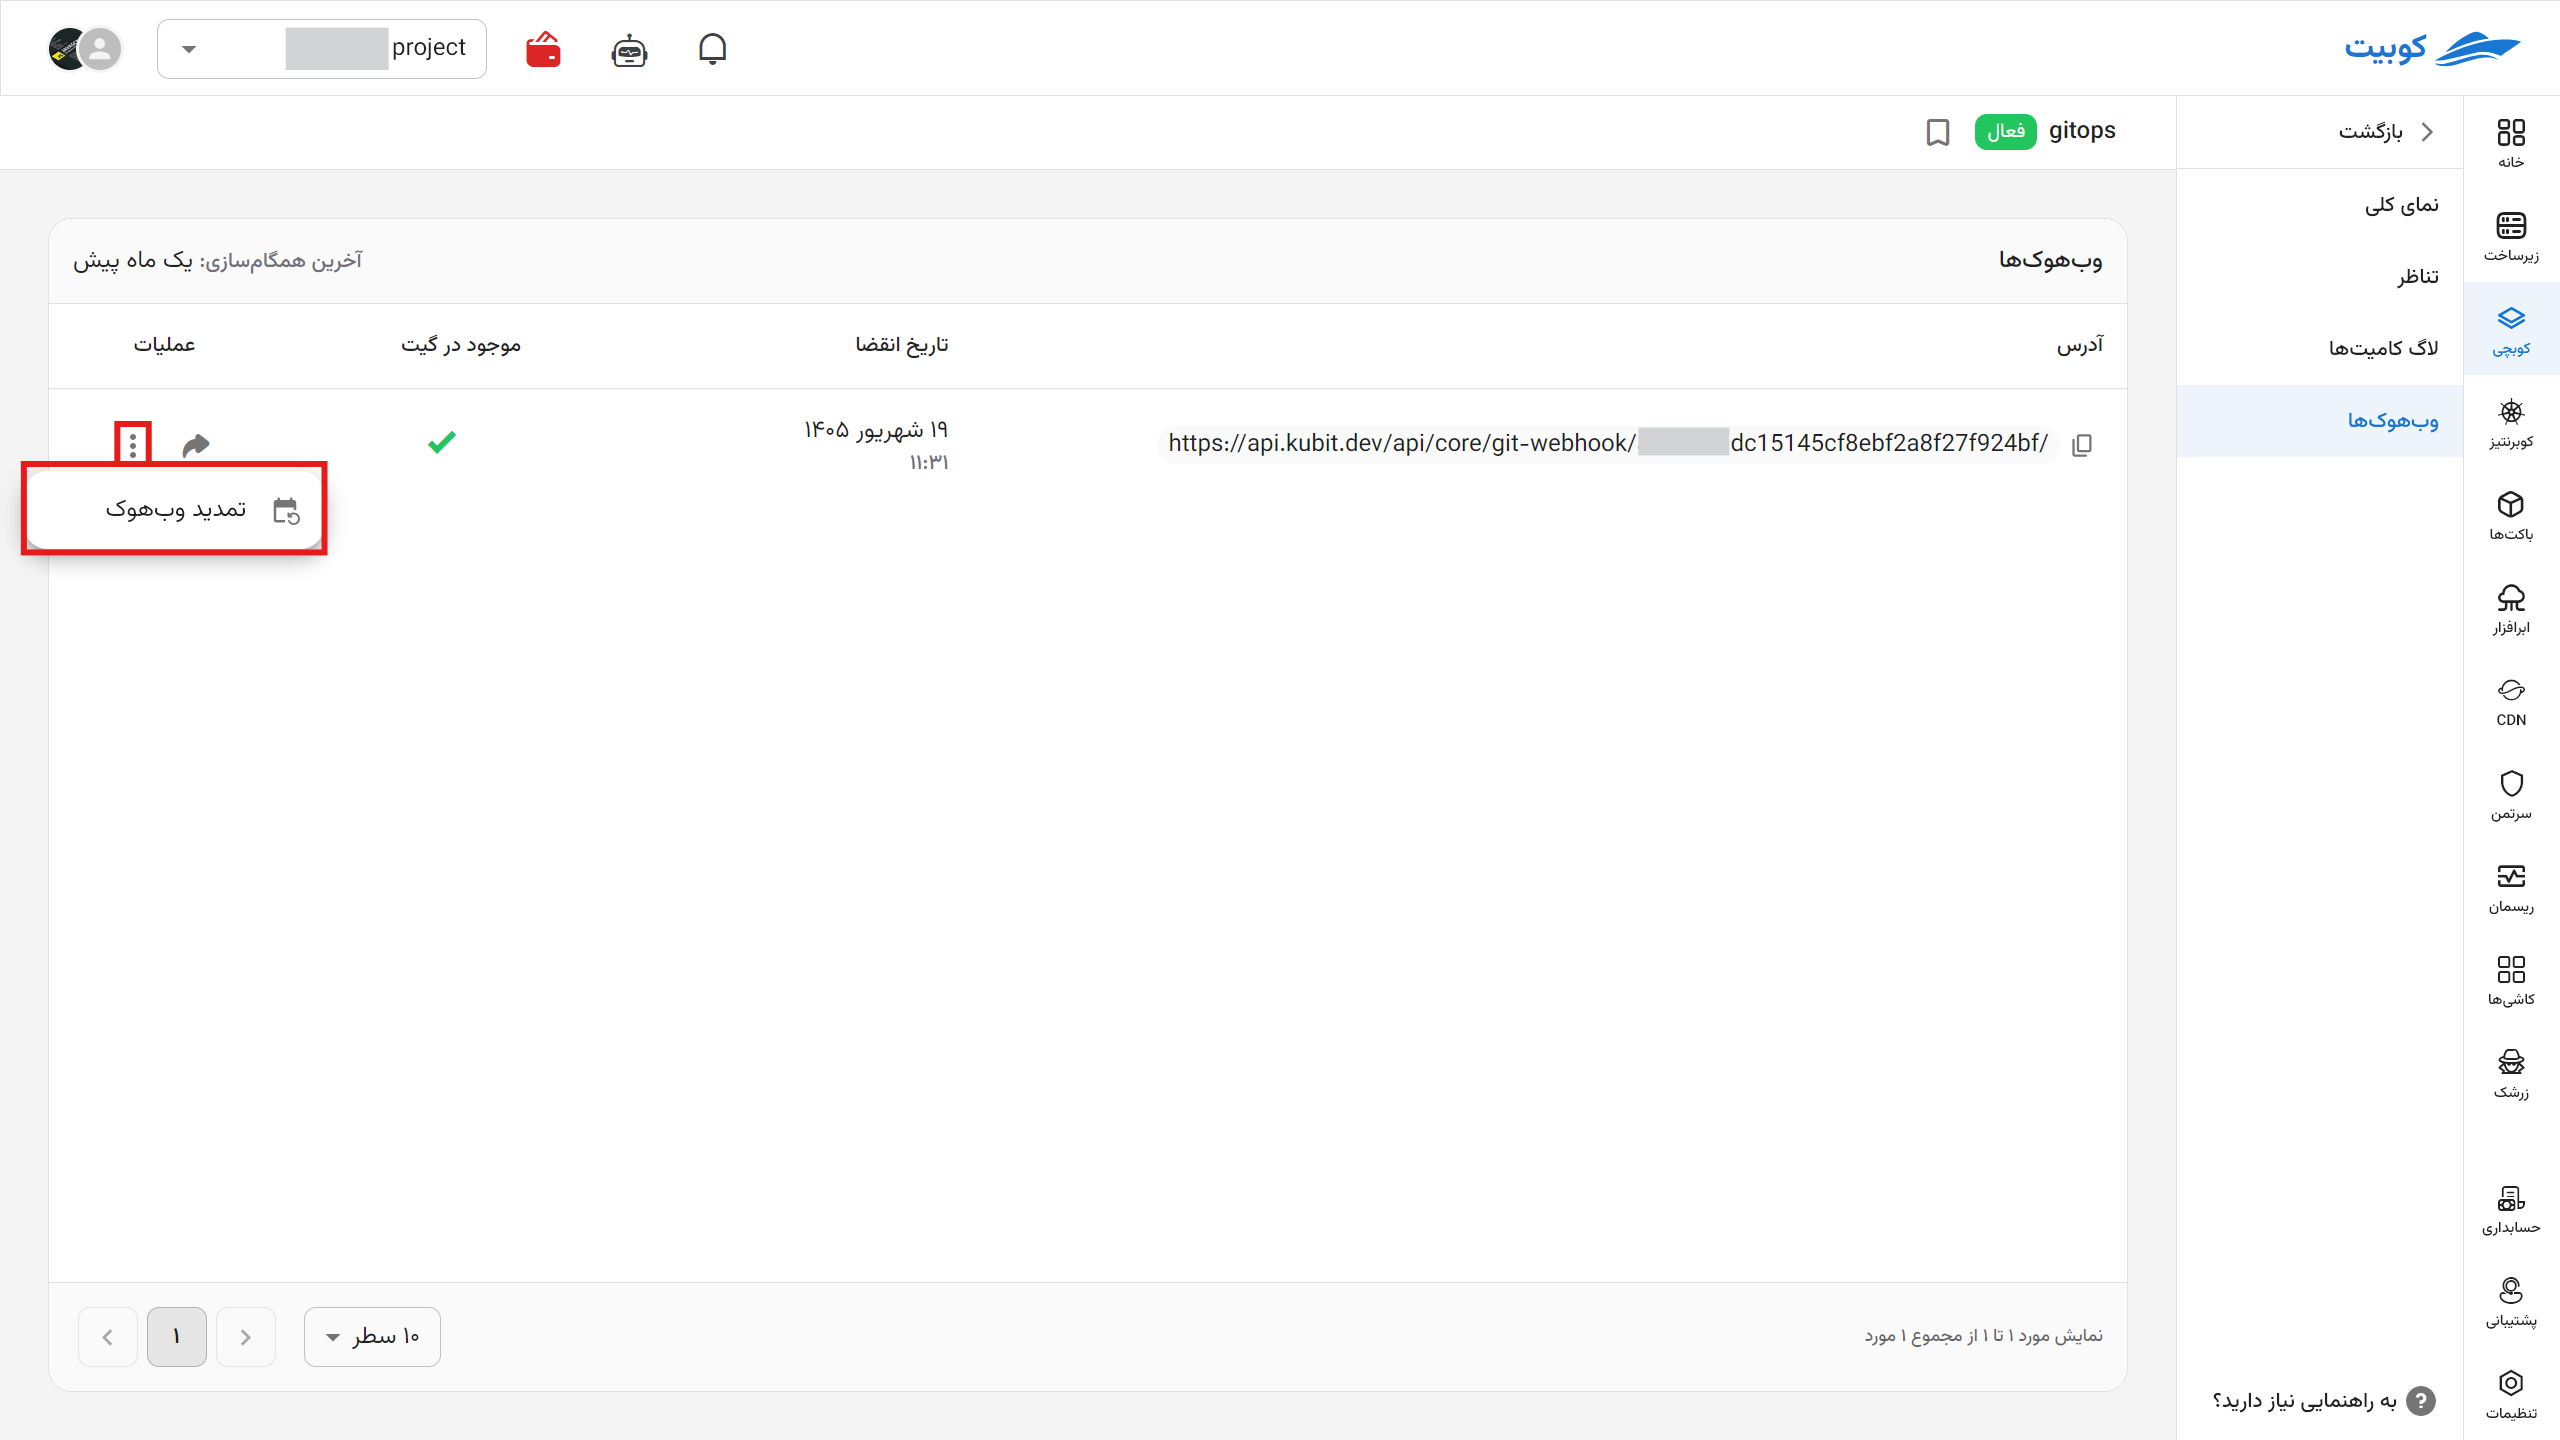 کوبیت
project
خانه
زیرساخت
کوبچی
کوبرنتیز
باکت‌ها
ابرافزار
CDN
سرتمن
ریسمان
کاشی‌ها
زرشک
حسابداری
پشتیبانی
تنظیمات
بازگشت
نمای کلی
تناظر
لاگ کامیت‌ها
وب‌هوک‌ها
به راهنمایی نیاز دارید؟
gitops فعال
وب‌هوک‌ها
آخرین همگام‌سازی: یک ماه پیش
آدرس تاریخ انقضا موجود در گیت عملیات
https://api.kubit.dev/api/core/git-webhook/ dc15145cf8ebf2a8f27f924bf/
۱۹ شهریور ۱۴۰۵
۱۱:۳۱
تمدید وب‌هوک
نمایش مورد ۱ تا ۱ از مجموع ۱ مورد
۱۰ سطر
۱